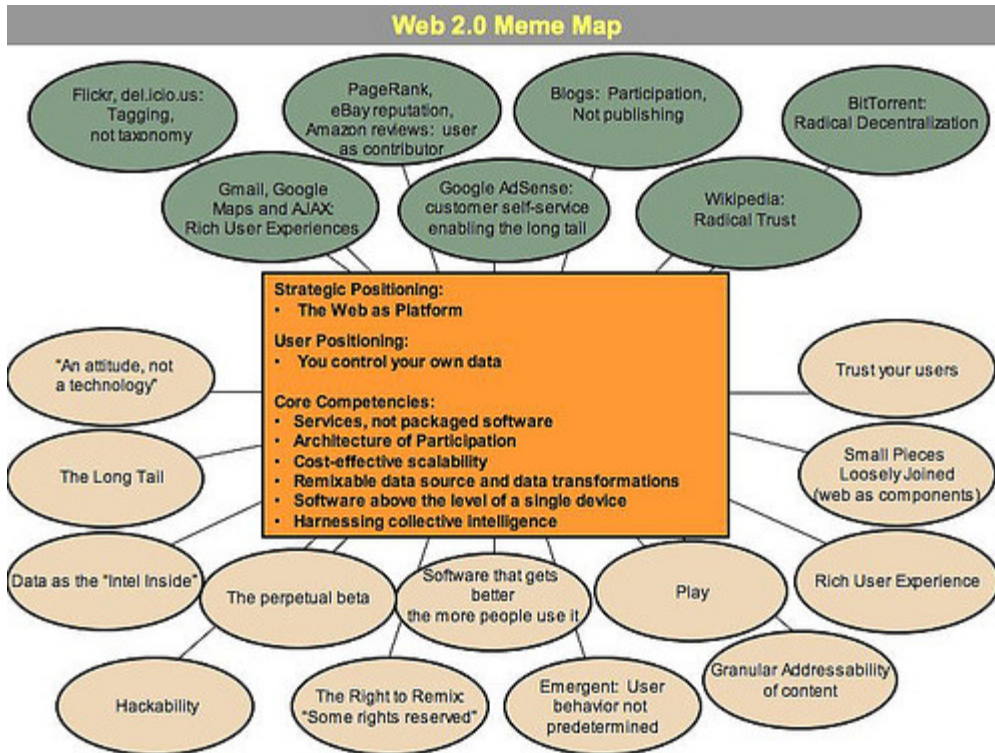 Web 2.0 Meme Map
Flickr, del.icio.us:
Tagging,
not taxonomy
PageRank,
eBay reputation,
Amazon reviews: user
as contributor
Blogs: Participation,
Not publishing
BitTorrent:
Radical Decentralization
Gmail, Google
Maps and AJAX:
Rich User Experiences
Google AdSense:
customer self-service
enabling the long tail
Wikipedia:
Radical Trust
Strategic Positioning:
• The Web as Platform
User Positioning:
• You control your own data
Core Competencies:
• Services, not packaged software
• Architecture of Participation
• Cost-effective scalability
• Remixable data source and data transformations
• Software above the level of a single device
• Harnessing collective intelligence
"An attitude, not
a technology"
The Long Tail
Data as the "Intel Inside"
Hackability
The perpetual beta
The Right to Remix:
"Some rights reserved"
Software that gets
better
the more people use it
Emergent: User
behavior not
predetermined
Play
Granular Addressability
of content
Rich User Experience
Small Pieces
Loosely Joined
(web as components)
Trust your users